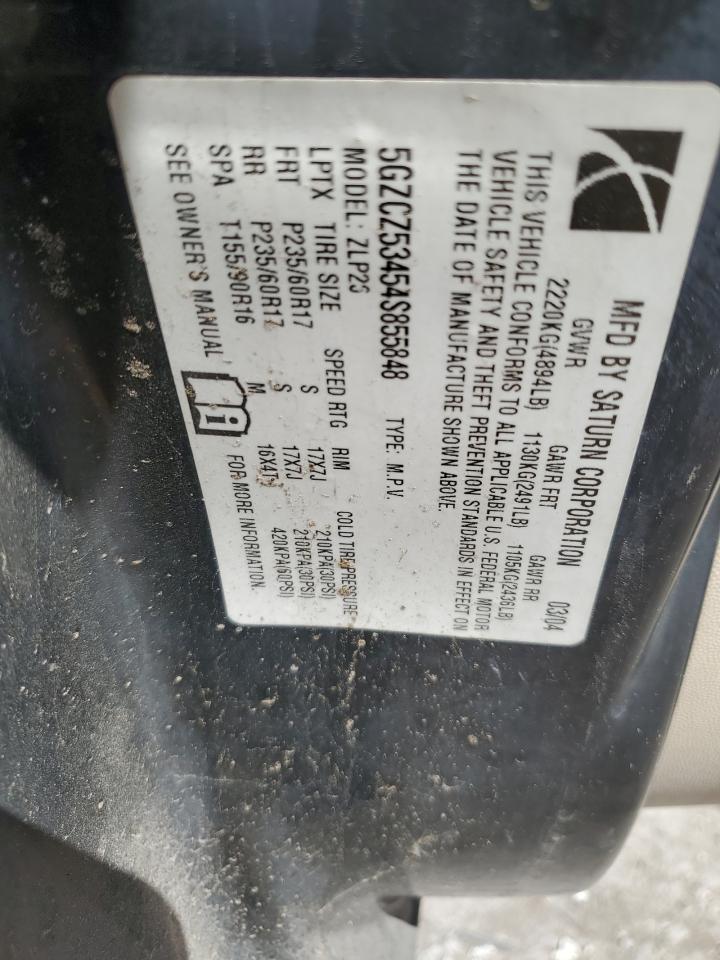 MFD BY SATURN CORPORATION 03/04
GVWR GAWR FRT GAWR RR
2220KG(4894LB) 1130KG(2491LB) 1105KG(2436LB)
THIS VEHICLE CONFORMS TO ALL APPLICABLE U.S. FEDERAL MOTOR
VEHICLE SAFETY AND THEFT PREVENTION STANDARDS IN EFFECT ON
THE DATE OF MANUFACTURE SHOWN ABOVE.
5GZCZ53454S855848 TYPE: M.P.V.
MODEL: ZLP26
LPTX TIRE SIZE SPEED RTG RIM COLD TIRE PRESSURE
FRT P235/60R17 S 17X7J 210KPA(30PSI)
RR P235/60R17 S 17X7J 210KPA(30PSI)
SPA T155/90R16 M 16X4T 420KPA(60PSI)
SEE OWNER'S MANUAL FOR MORE INFORMATION.